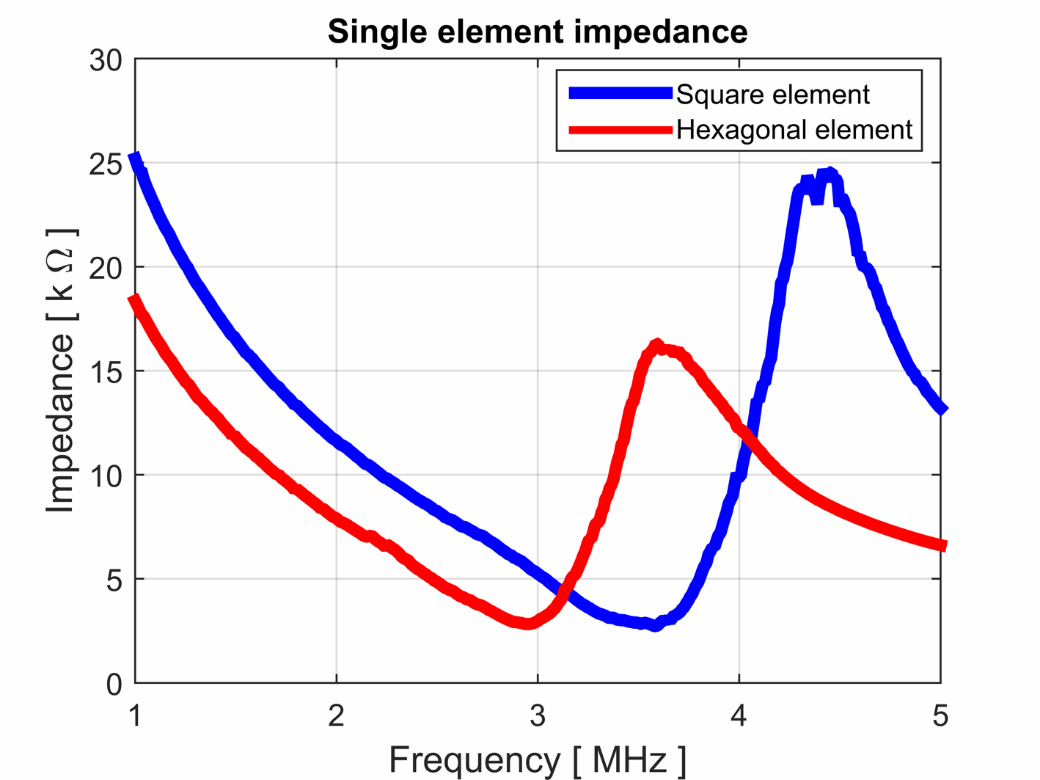 Single element impedance
Square element
Hexagonal element
Impedance [ k Ω ]
30
25
20
15
10
5
0
1 2 3 4 5
Frequency [ MHz ]